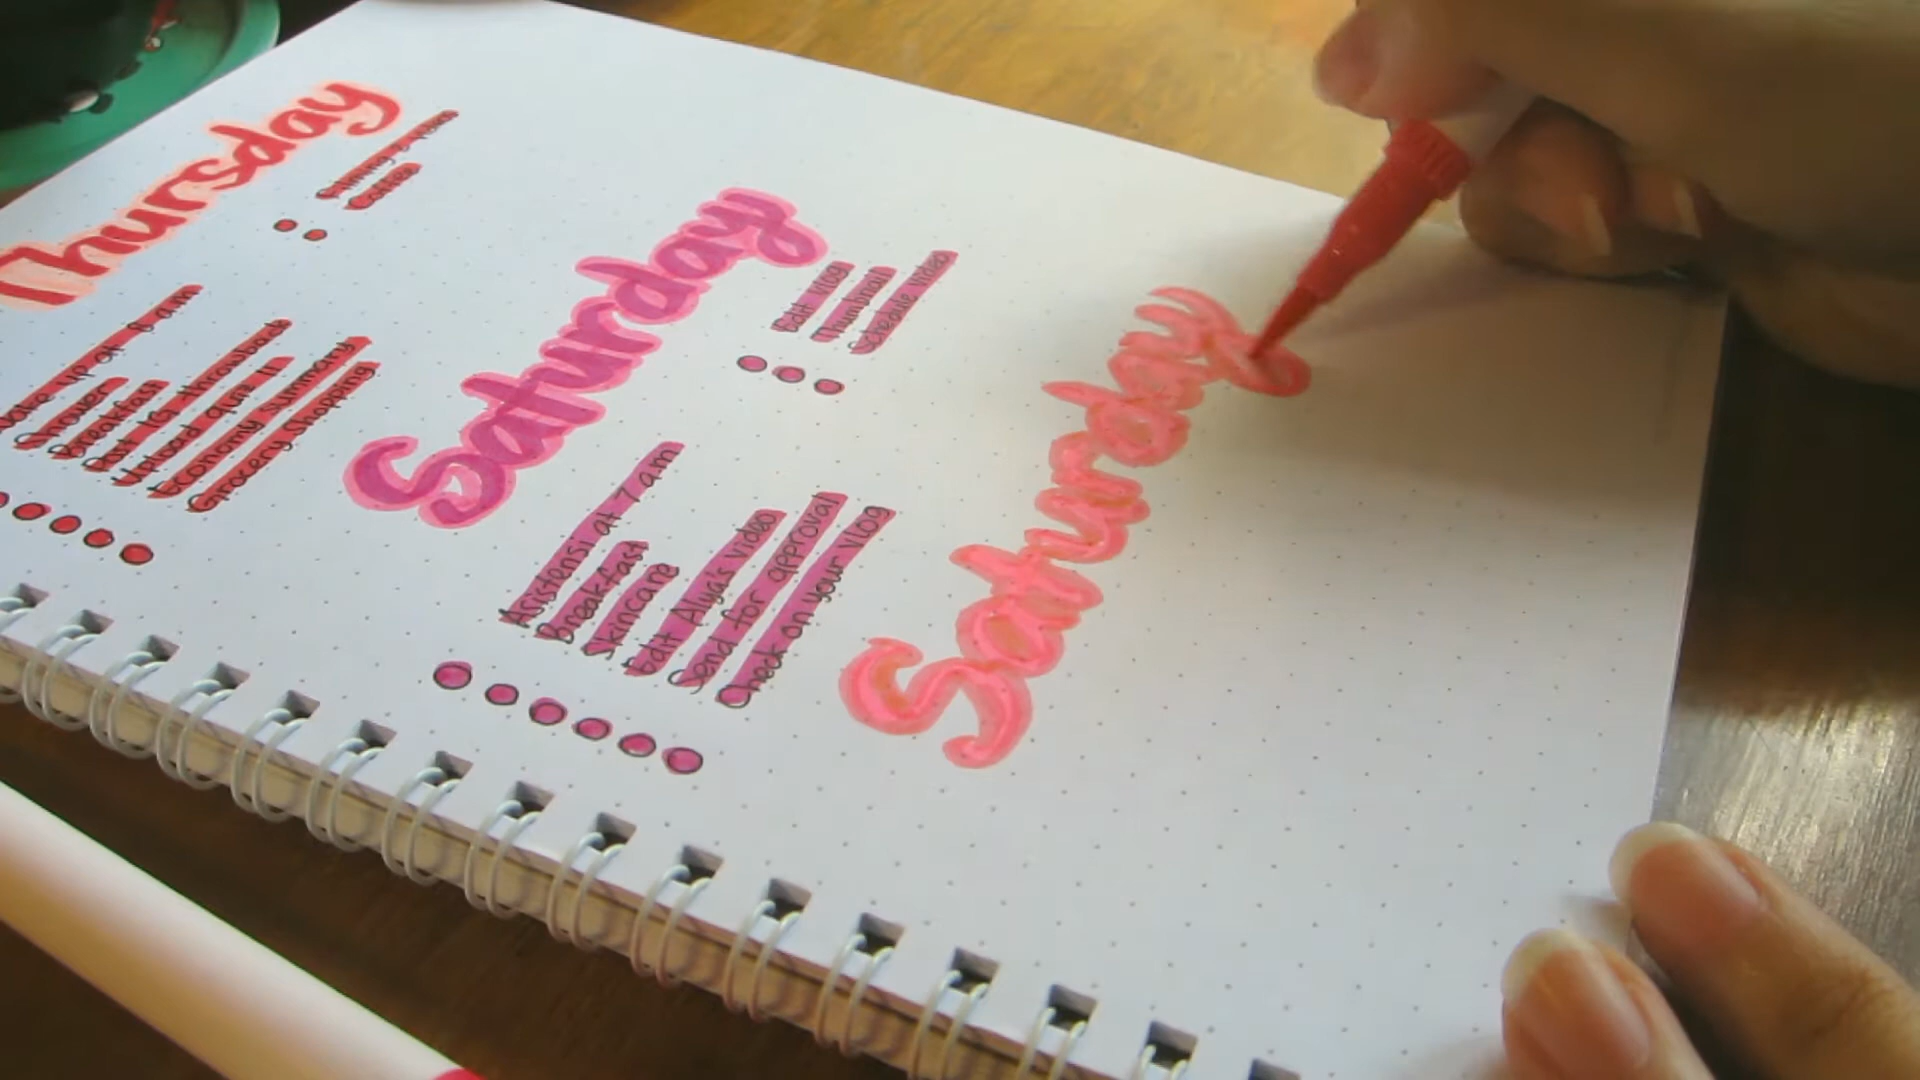 Thursday
Wake up at 8 am
Shower
Breakfast
Post IG throwback
Upload quiz 11
Economy summary
Grocery shopping
Coffee
Saturday
Asistensi at 7 am
Breakfast
Skincare
Edit Alya's video
Send for approval
Check on your vlog
Edit vlog
Thumbnail
Schedule video
Saturday